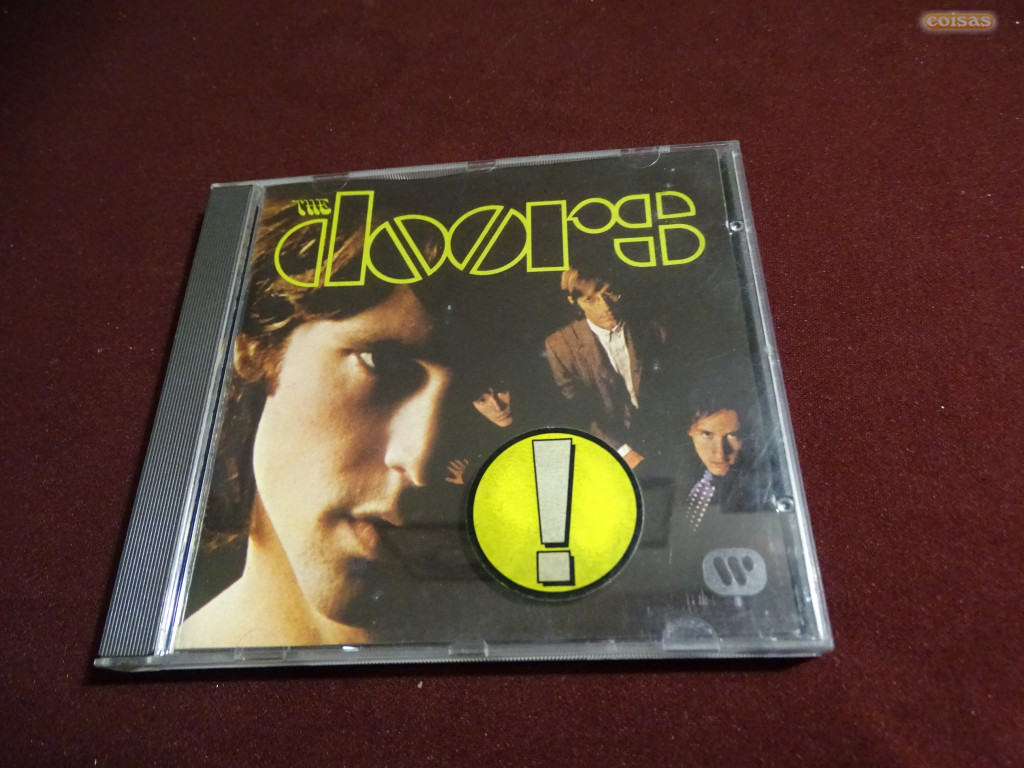 coisas
THE
doors
!
W